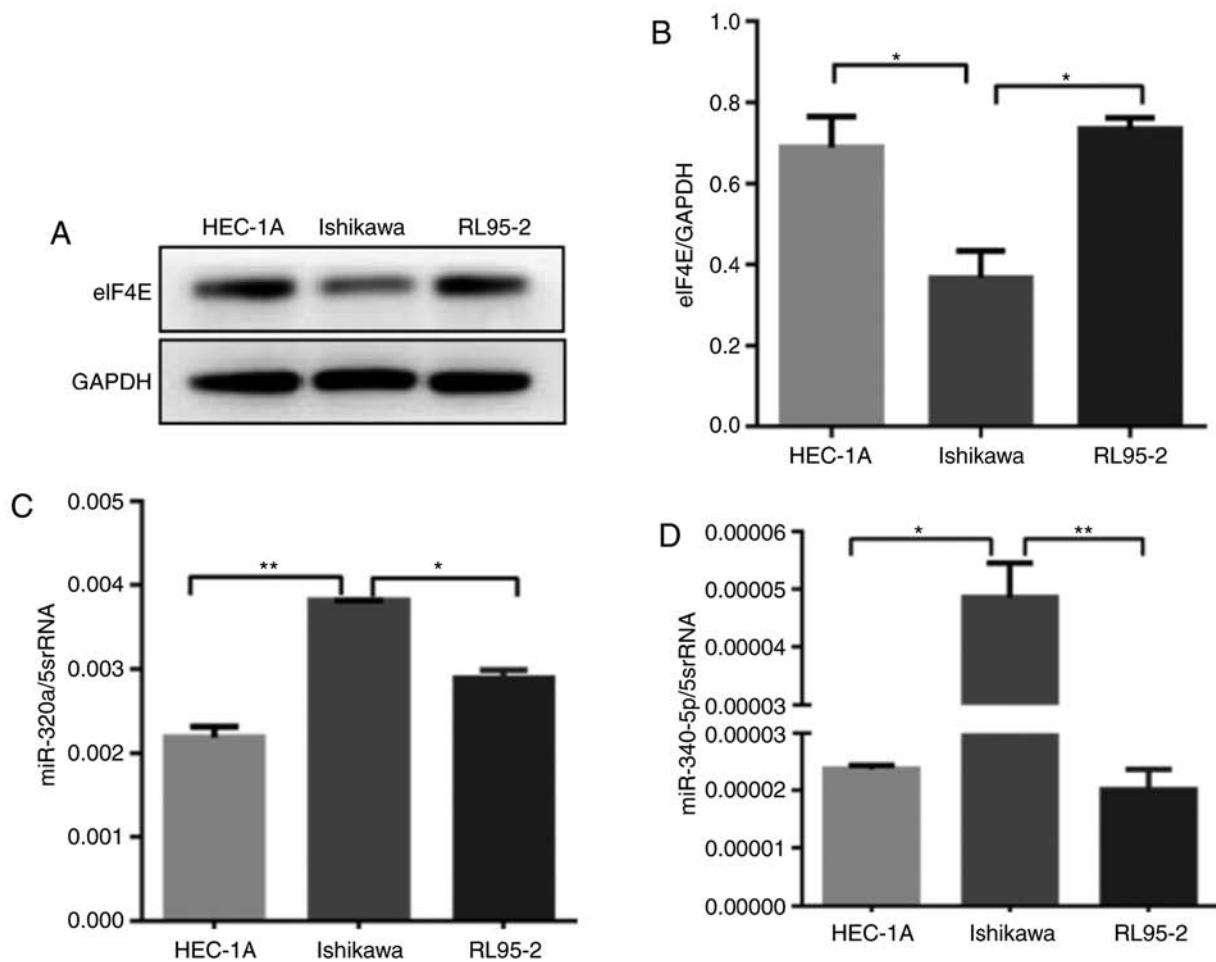 A
HEC-1A Ishikawa RL95-2
eIF4E
GAPDH
B
eIF4E/GAPDH
1.0
0.8
0.6
0.4
0.2
0.0
* *
HEC-1A Ishikawa RL95-2
C
miR-320a/5srRNA
0.005
0.004
0.003
0.002
0.001
0.000
** *
HEC-1A Ishikawa RL95-2
D
miR-340-5p/5srRNA
0.00006
0.00005
0.00004
0.00003
0.00003
0.00002
0.00001
0.00000
* **
HEC-1A Ishikawa RL95-2